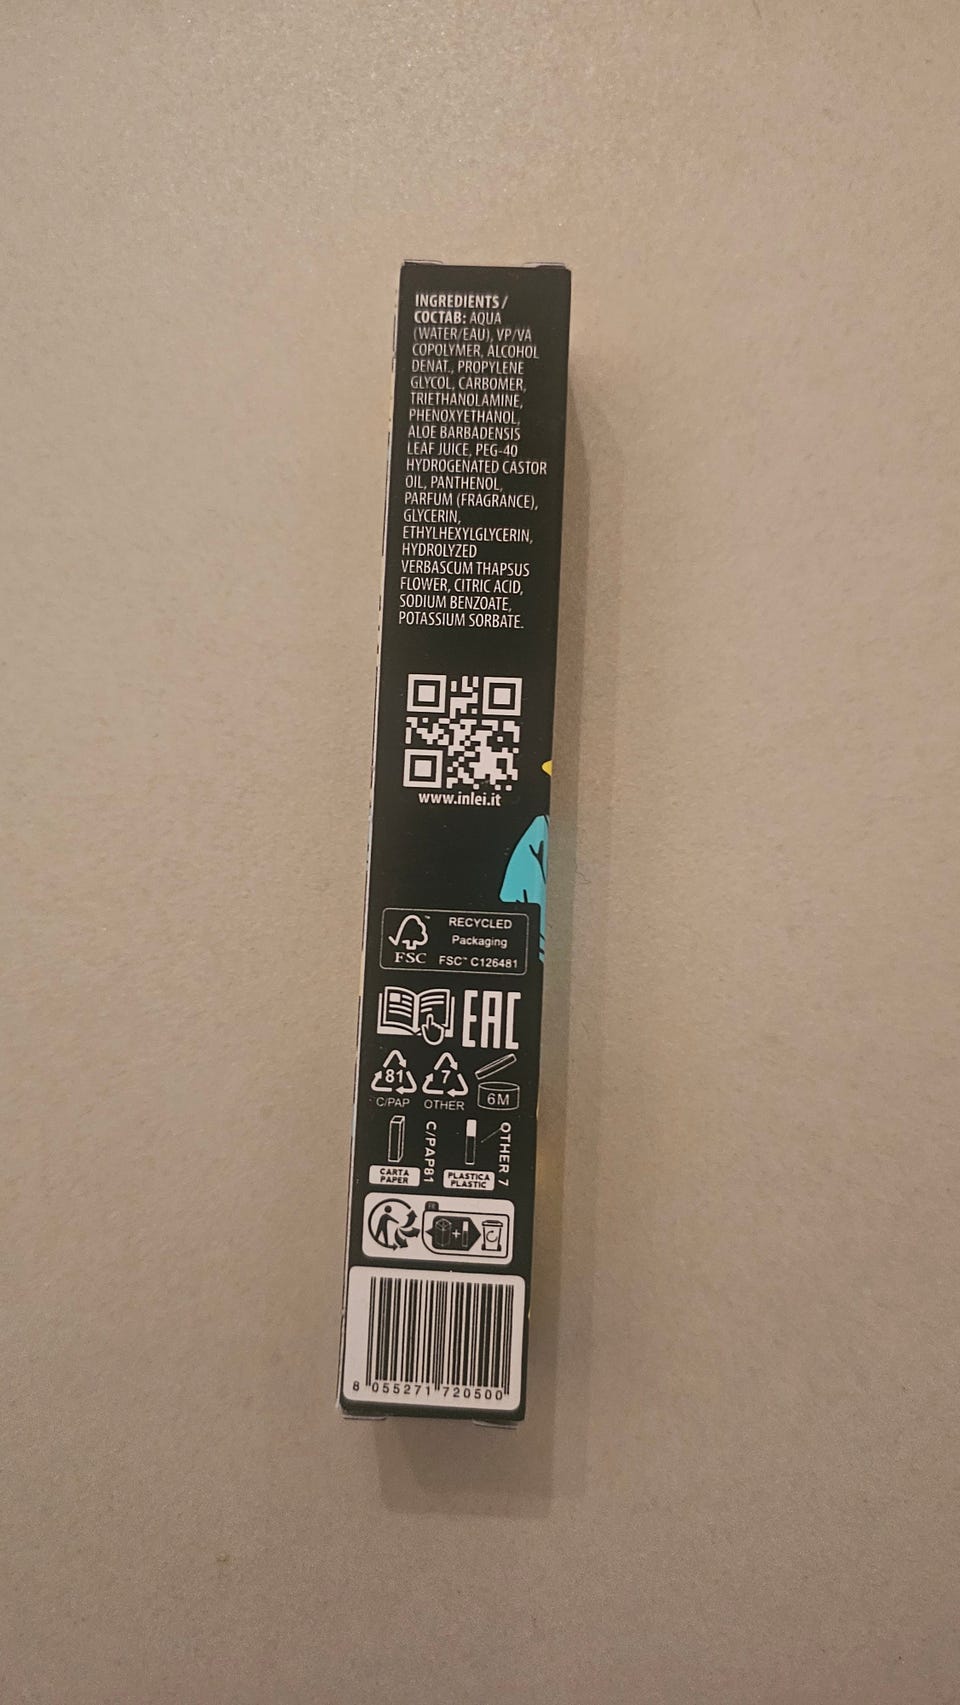 INGREDIENTS /
СОСТАВ: AQUA
(WATER/EAU), VP/VA
COPOLYMER, ALCOHOL
DENAT., PROPYLENE
GLYCOL, CARBOMER,
TRIETHANOLAMINE,
PHENOXYETHANOL,
ALOE BARBADENSIS
LEAF JUICE, PEG-40
HYDROGENATED CASTOR
OIL, PANTHENOL,
PARFUM (FRAGRANCE),
GLYCERIN,
ETHYLHEXYLGLYCERIN,
HYDROLYZED
VERBASCUM THAPSUS
FLOWER, CITRIC ACID,
SODIUM BENZOATE,
POTASSIUM SORBATE.
www.inlei.it
RECYCLED
Packaging
FSC™ FSC™ C126481
EAC
81 7
C/PAP OTHER 6M
C/PAP81 OTHER 7
CARTA PLASTICA
PAPER PLASTIC
8 055271 720500